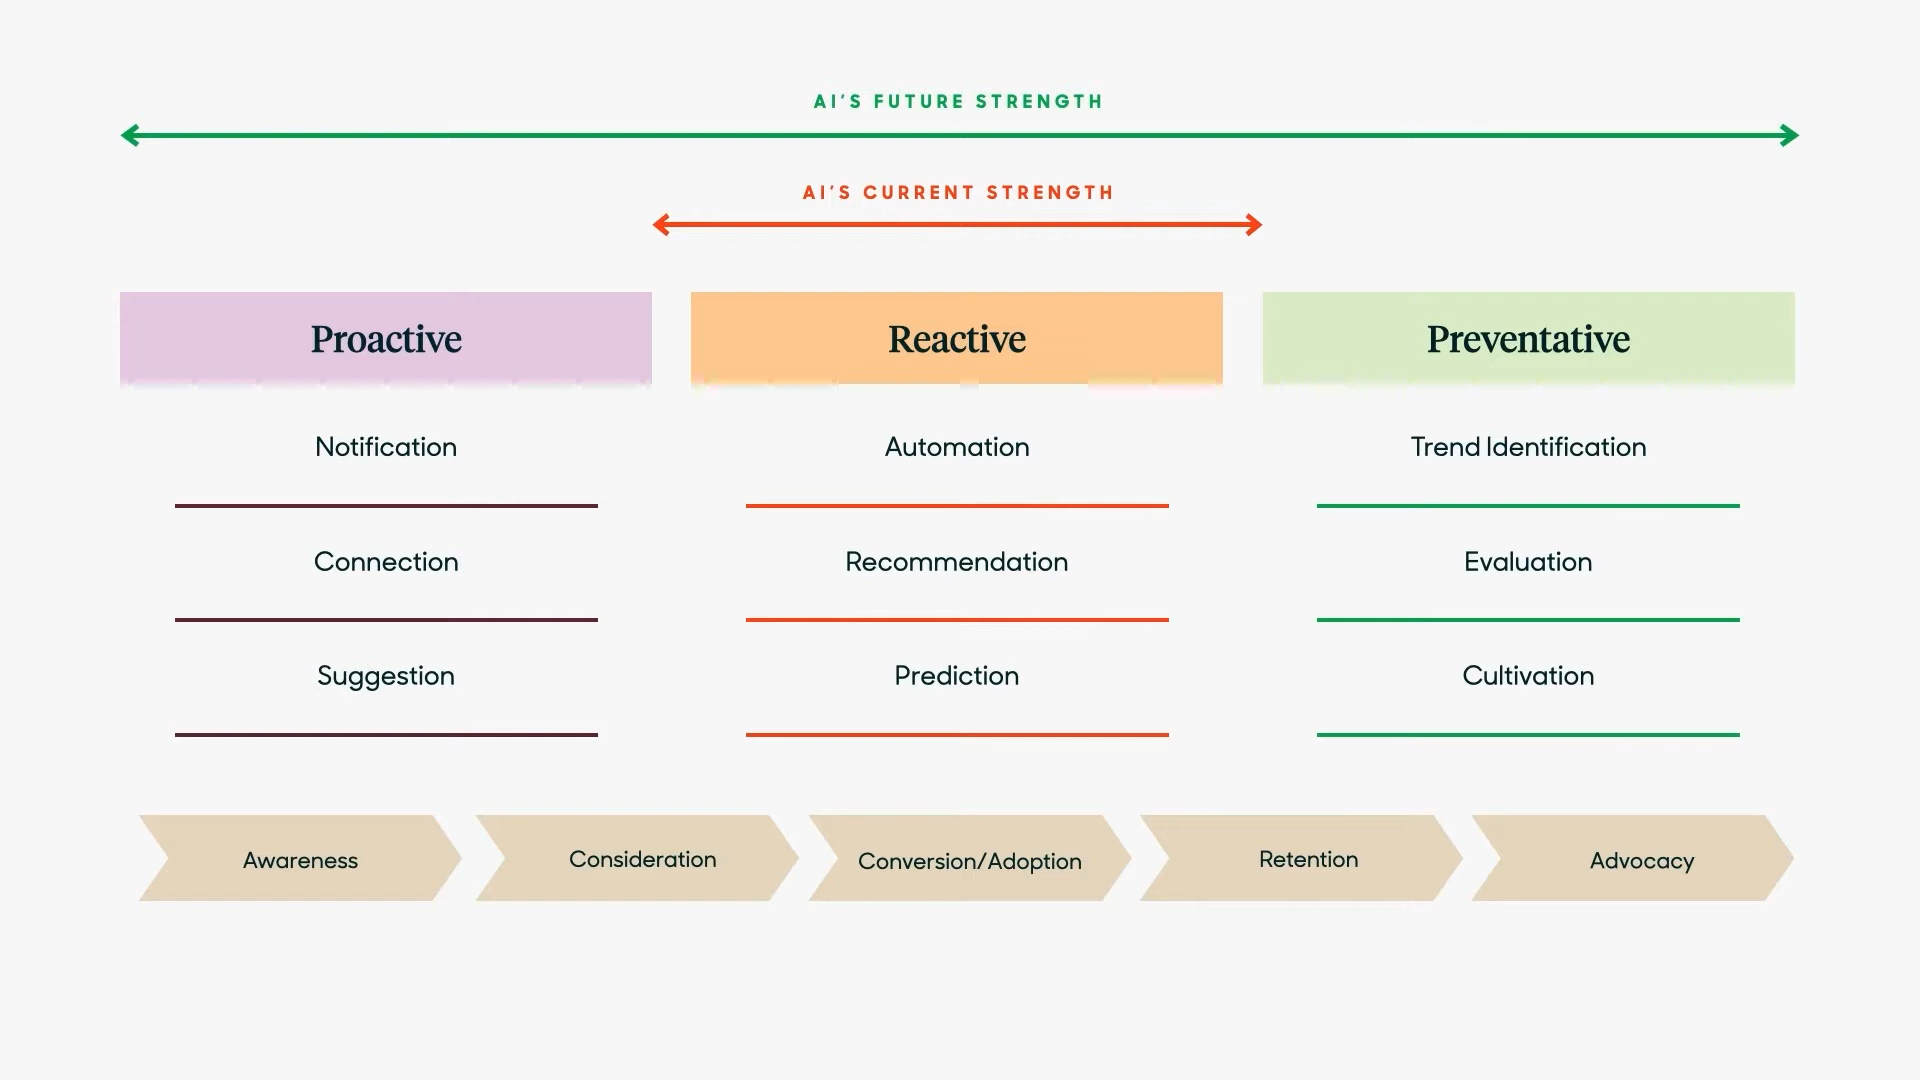 AI'S FUTURE STRENGTH
AI'S CURRENT STRENGTH
Proactive
Reactive
Preventative
Notification
Automation
Trend Identification
Connection
Recommendation
Evaluation
Suggestion
Prediction
Cultivation
Awareness
Consideration
Conversion/Adoption
Retention
Advocacy